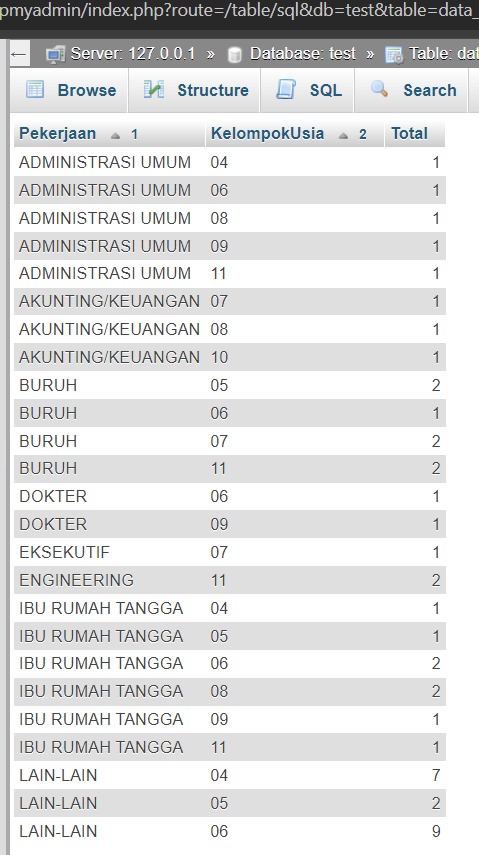 pmyadmin/index.php?route=/table/sql&db=test&table=data_
← Server: 127.0.0.1 » Database: test » Table: dat
Browse Structure SQL Search
Pekerjaan 1 KelompokUsia 2 Total
ADMINISTRASI UMUM 04 1
ADMINISTRASI UMUM 06 1
ADMINISTRASI UMUM 08 1
ADMINISTRASI UMUM 09 1
ADMINISTRASI UMUM 11 1
AKUNTING/KEUANGAN 07 1
AKUNTING/KEUANGAN 08 1
AKUNTING/KEUANGAN 10 1
BURUH 05 2
BURUH 06 1
BURUH 07 2
BURUH 11 2
DOKTER 06 1
DOKTER 09 1
EKSEKUTIF 07 1
ENGINEERING 11 2
IBU RUMAH TANGGA 04 1
IBU RUMAH TANGGA 05 1
IBU RUMAH TANGGA 06 2
IBU RUMAH TANGGA 08 2
IBU RUMAH TANGGA 09 1
IBU RUMAH TANGGA 11 1
LAIN-LAIN 04 7
LAIN-LAIN 05 2
LAIN-LAIN 06 9